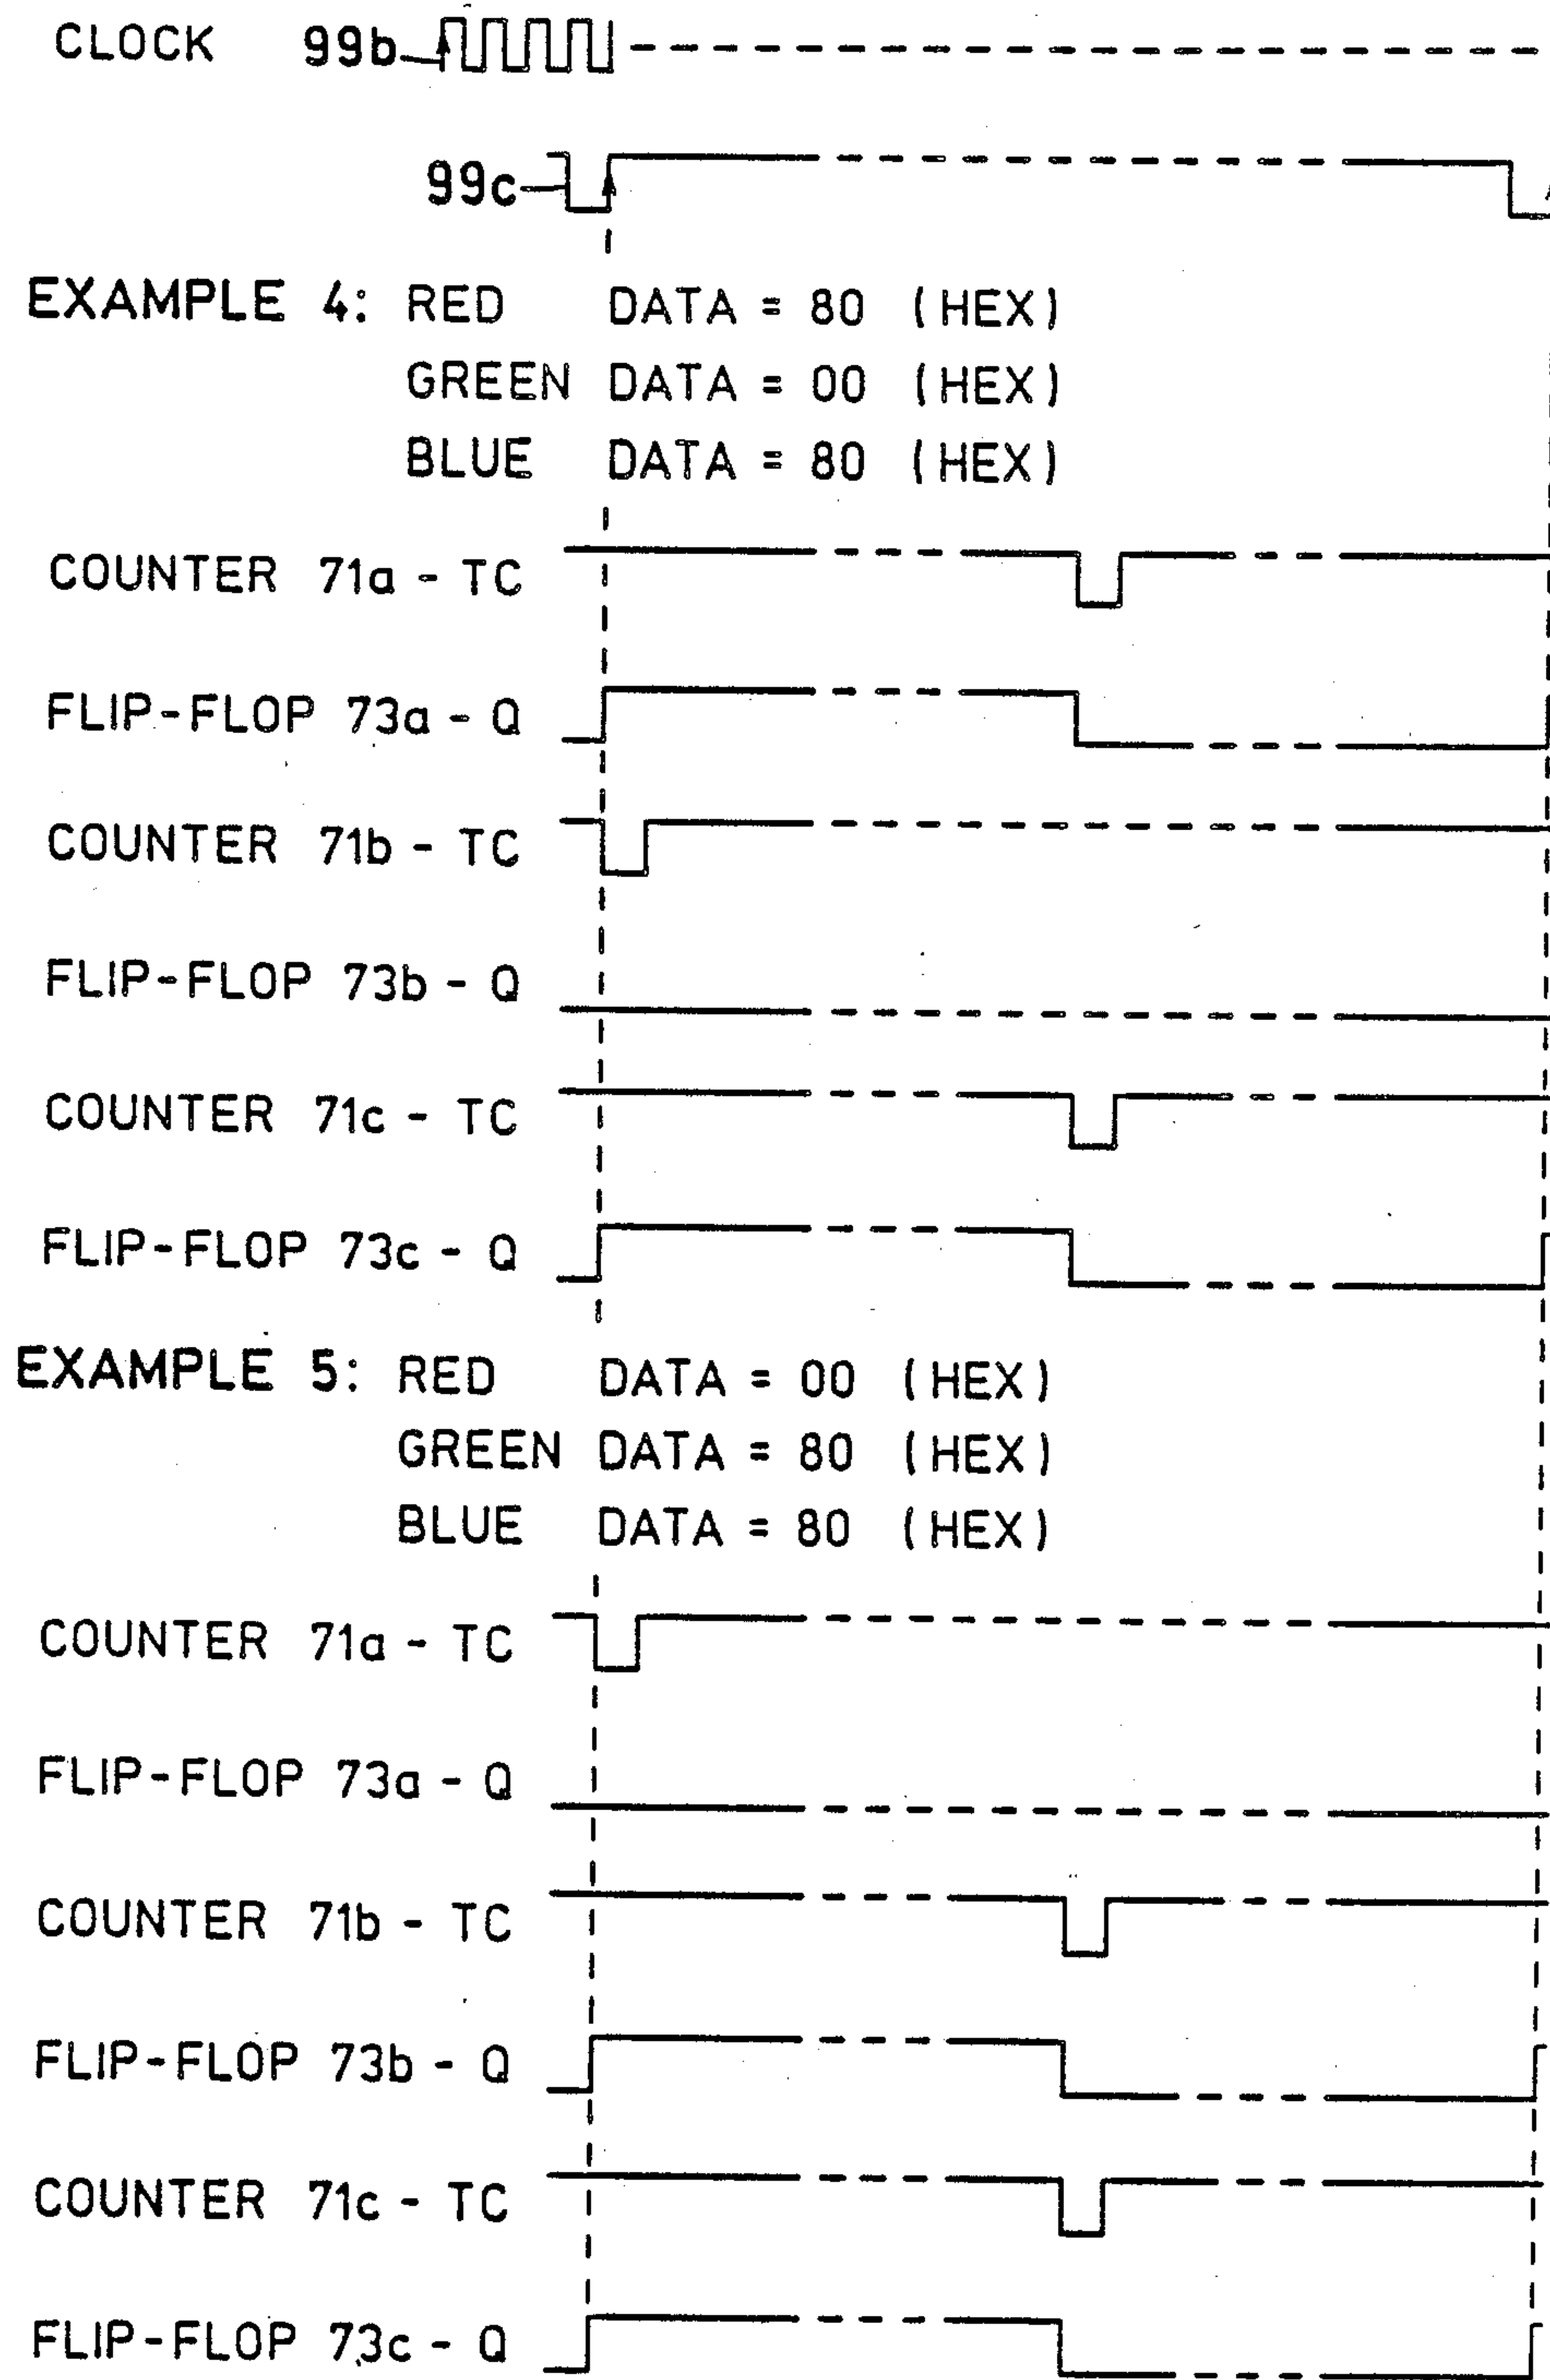 CLOCK 99b
99c
EXAMPLE 4: RED DATA = 80 (HEX)
GREEN DATA = 00 (HEX)
BLUE DATA = 80 (HEX)
COUNTER 71a - TC
FLIP-FLOP 73a - Q
COUNTER 71b - TC
FLIP-FLOP 73b - Q
COUNTER 71c - TC
FLIP-FLOP 73c - Q
EXAMPLE 5: RED DATA = 00 (HEX)
GREEN DATA = 80 (HEX)
BLUE DATA = 80 (HEX)
COUNTER 71a - TC
FLIP-FLOP 73a - Q
COUNTER 71b - TC
FLIP-FLOP 73b - Q
COUNTER 71c - TC
FLIP-FLOP 73c - Q